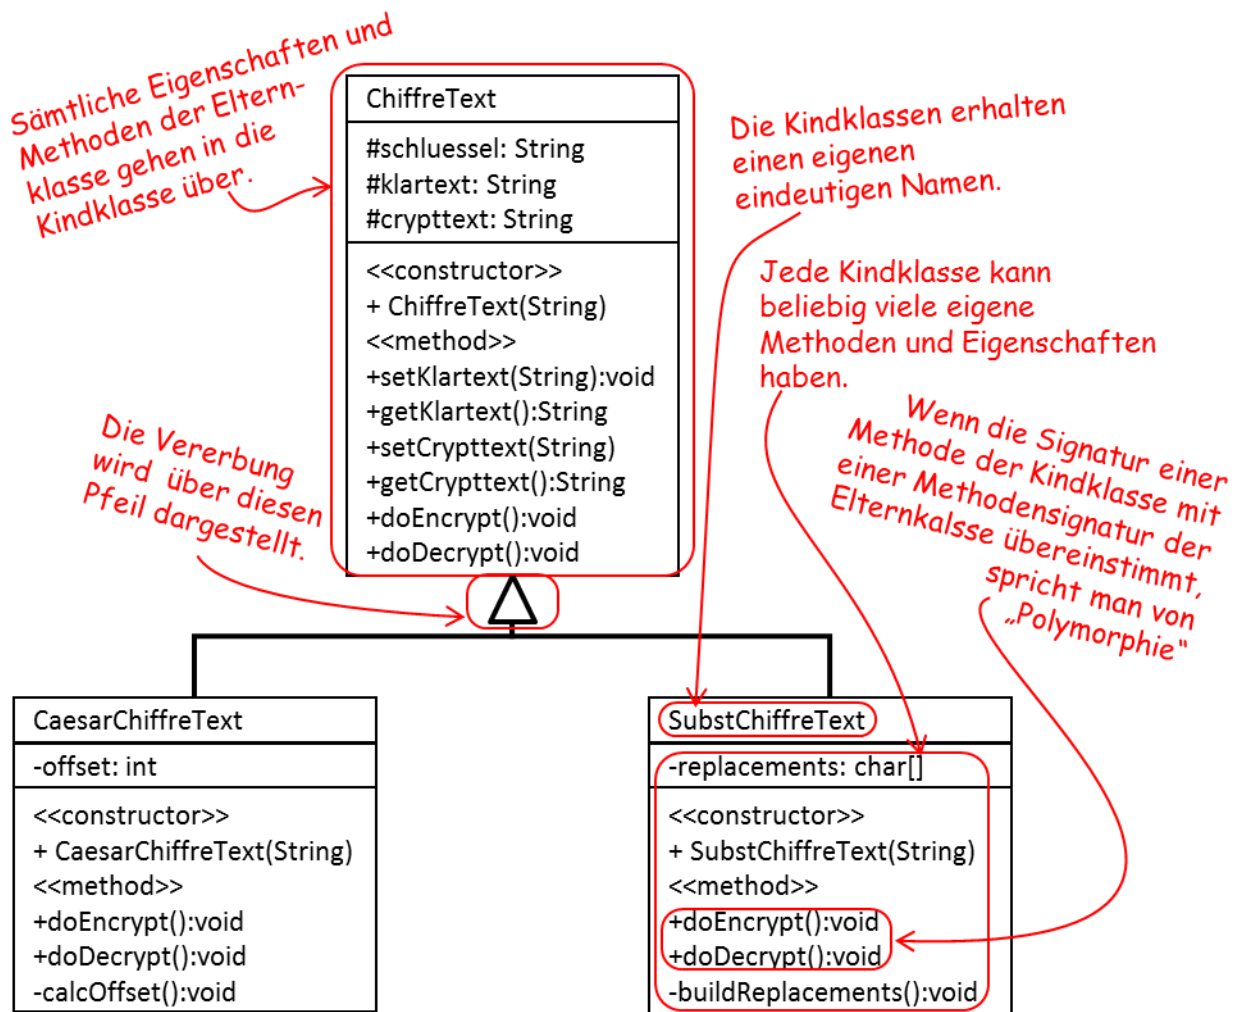 Sämtliche Eigenschaften und
Methoden der Eltern-
klasse gehen in die
Kindklasse über.
ChiffreText
#schluessel: String
#klartext: String
#crypttext: String
<<constructor>>
+ ChiffreText(String)
<<method>>
+setKlartext(String):void
+getKlartext():String
+setCrypttext(String)
+getCrypttext():String
+doEncrypt():void
+doDecrypt():void
Die Kindklassen erhalten
einen eigenen
eindeutigen Namen.
Jede Kindklasse kann
beliebig viele eigene
Methoden und Eigenschaften
haben.
Die Vererbung
wird über diesen
Pfeil dargestellt.
Wenn die Signatur einer
Methode der Kindklasse mit
einer Methodensignatur der
Elternkalsse übereinstimmt,
spricht man von
„Polymorphie“
CaesarChiffreText
-offset: int
<<constructor>>
+ CaesarChiffreText(String)
<<method>>
+doEncrypt():void
+doDecrypt():void
-calcOffset():void
SubstChiffreText
-replacements: char[]
<<constructor>>
+ SubstChiffreText(String)
<<method>>
+doEncrypt():void
+doDecrypt():void
-buildReplacements():void